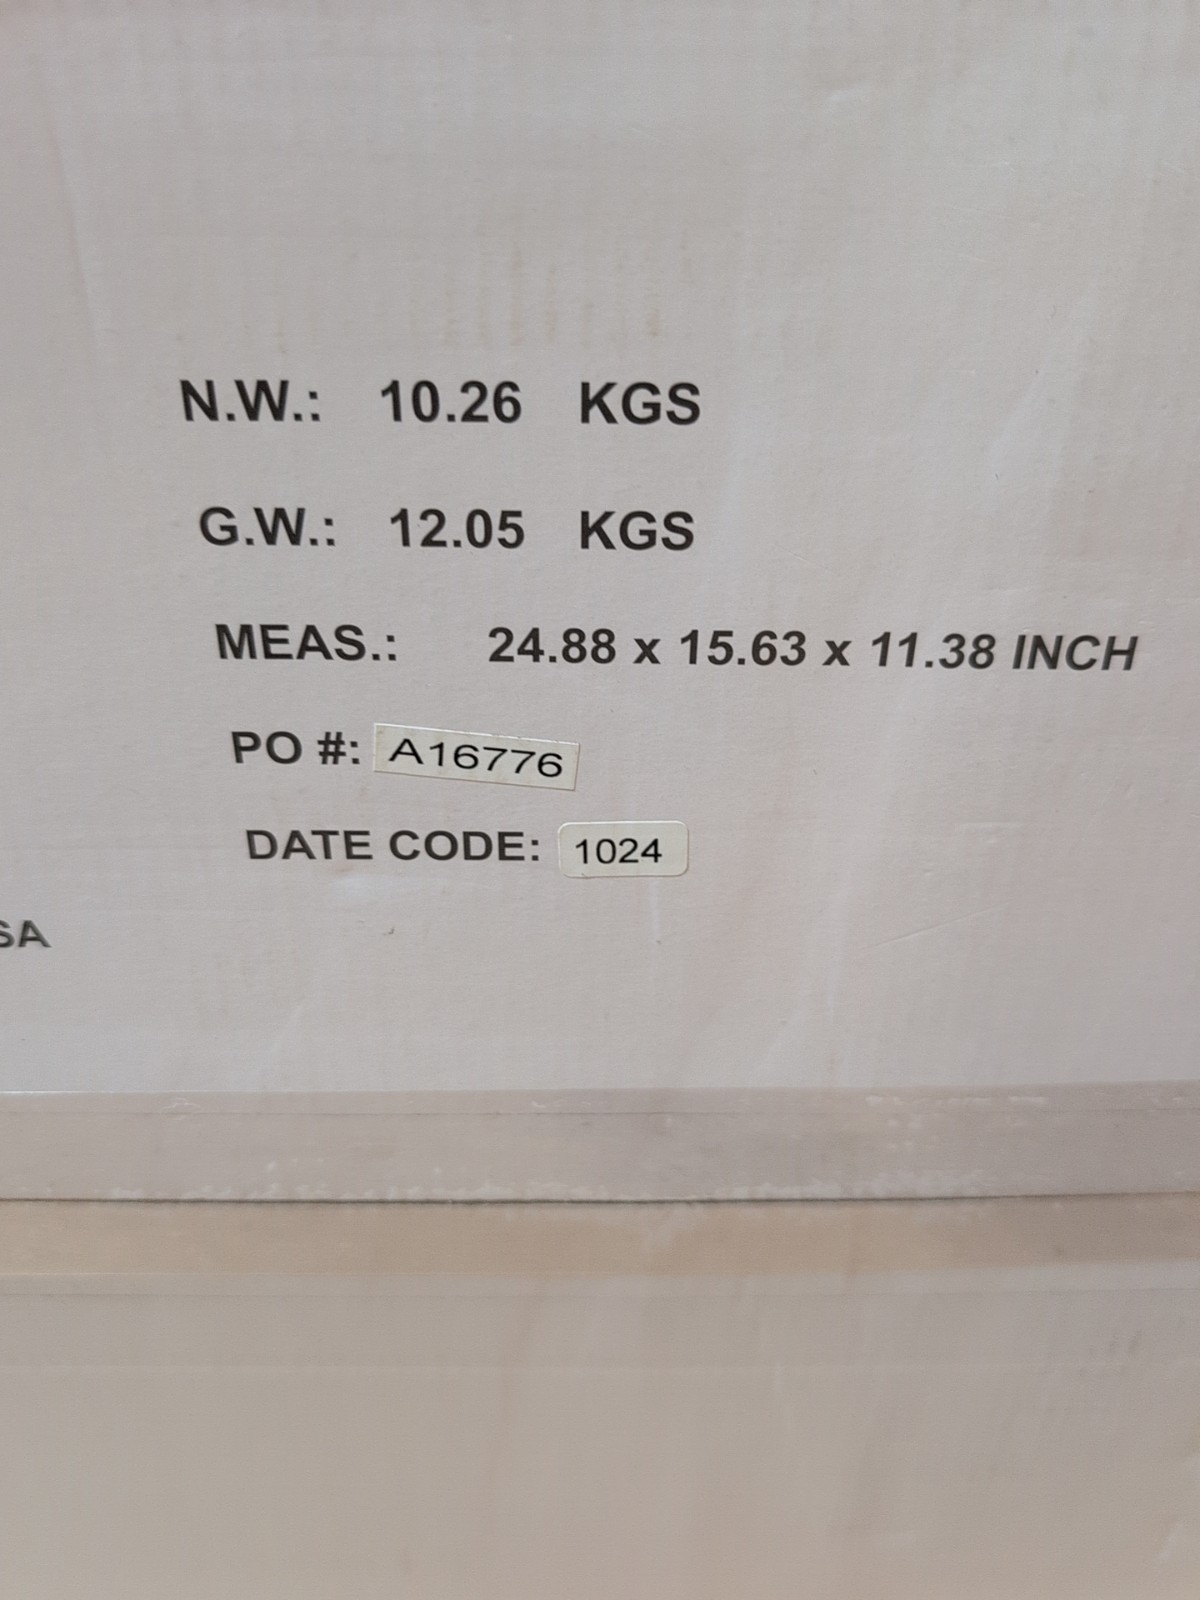 N.W.: 10.26 KGS
G.W.: 12.05 KGS
MEAS.: 24.88 x 15.63 x 11.38 INCH
PO #: A16776
DATE CODE: 1024
SA